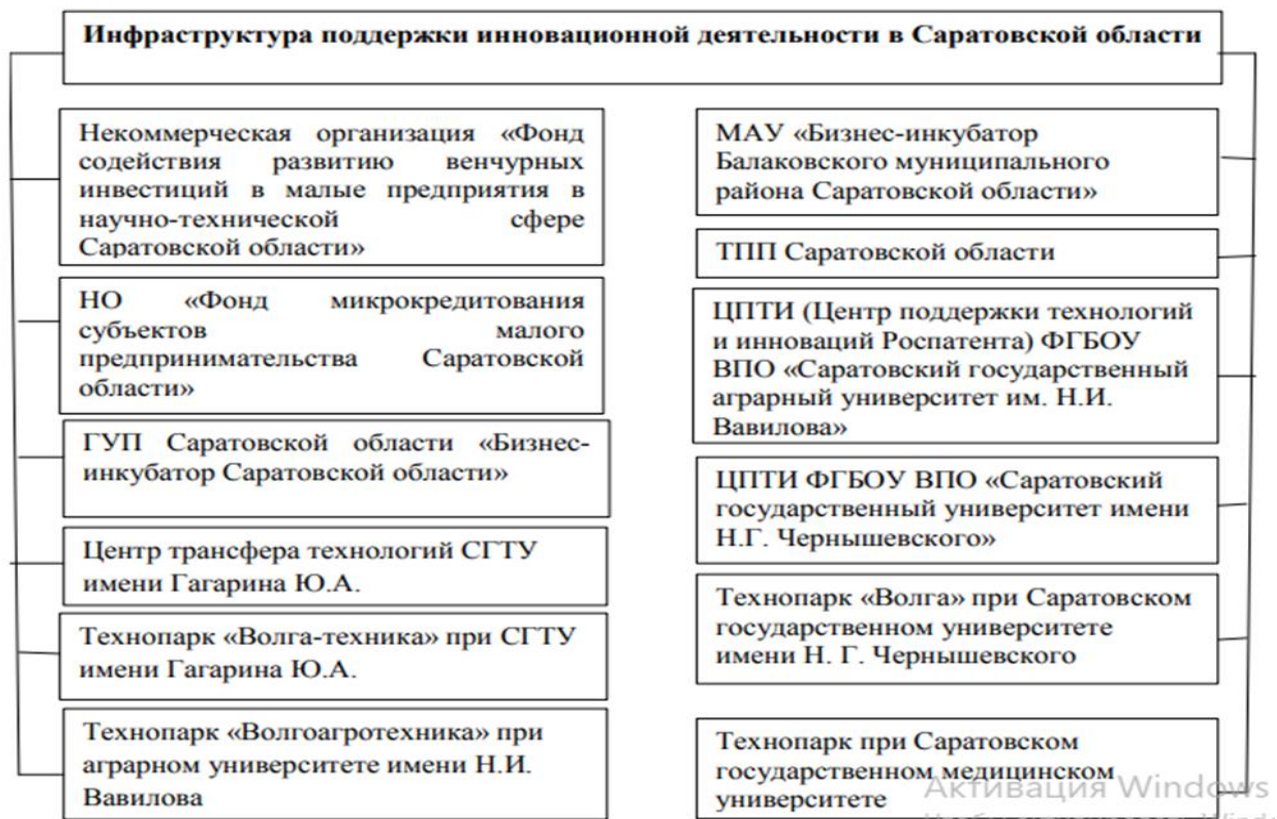 Инфраструктура поддержки инновационной деятельности в Саратовской области
Некоммерческая организация «Фонд
содействия развитию венчурных
инвестиций в малые предприятия в
научно-технической сфере
Саратовской области»
НО «Фонд микрокредитования
субъектов малого
предпринимательства Саратовской
области»
ГУП Саратовской области «Бизнес-
инкубатор Саратовской области»
Центр трансфера технологий СГТУ
имени Гагарина Ю.А.
Технопарк «Волга-техника» при СГТУ
имени Гагарина Ю.А.
Технопарк «Волгоагротехника» при
аграрном университете имени Н.И.
Вавилова
МАУ «Бизнес-инкубатор
Балаковского муниципального
района Саратовской области»
ТПП Саратовской области
ЦПТИ (Центр поддержки технологий
и инноваций Роспатента) ФГБОУ
ВПО «Саратовский государственный
аграрный университет им. Н.И.
Вавилова»
ЦПТИ ФГБОУ ВПО «Саратовский
государственный университет имени
Н.Г. Чернышевского»
Технопарк «Волга» при Саратовском
государственном университете
имени Н. Г. Чернышевского
Технопарк при Саратовском
государственном медицинском
университете
Активация Windows